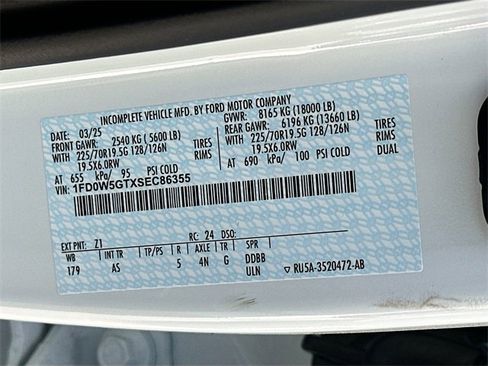 INCOMPLETE VEHICLE MFD. BY FORD MOTOR COMPANY
03/25 GVWR: 8165 KG (18000 LB)
FRONT GAWR: 2540 KG (5600 LB) REAR GAWR: 6196 KG (13660 LB)
WITH 225/70R19.5G 128/126N TIRES WITH 225/70R19.5G 128/126N TIRES
19.5X6.0RW RIMS 19.5X6.0RW RIMS
AT 655 kPa/ 95 PSI COLD AT 690 kPa/ 100 PSI COLD DUAL
1FD0W5GTXSEC86355
EXT PNT: Z1 RC: 24 DSO:
WB INT TR TP/PS R AXLE TR SPR
179 AS 5 4N G DDBB
ULN RU5A-3520472-AB